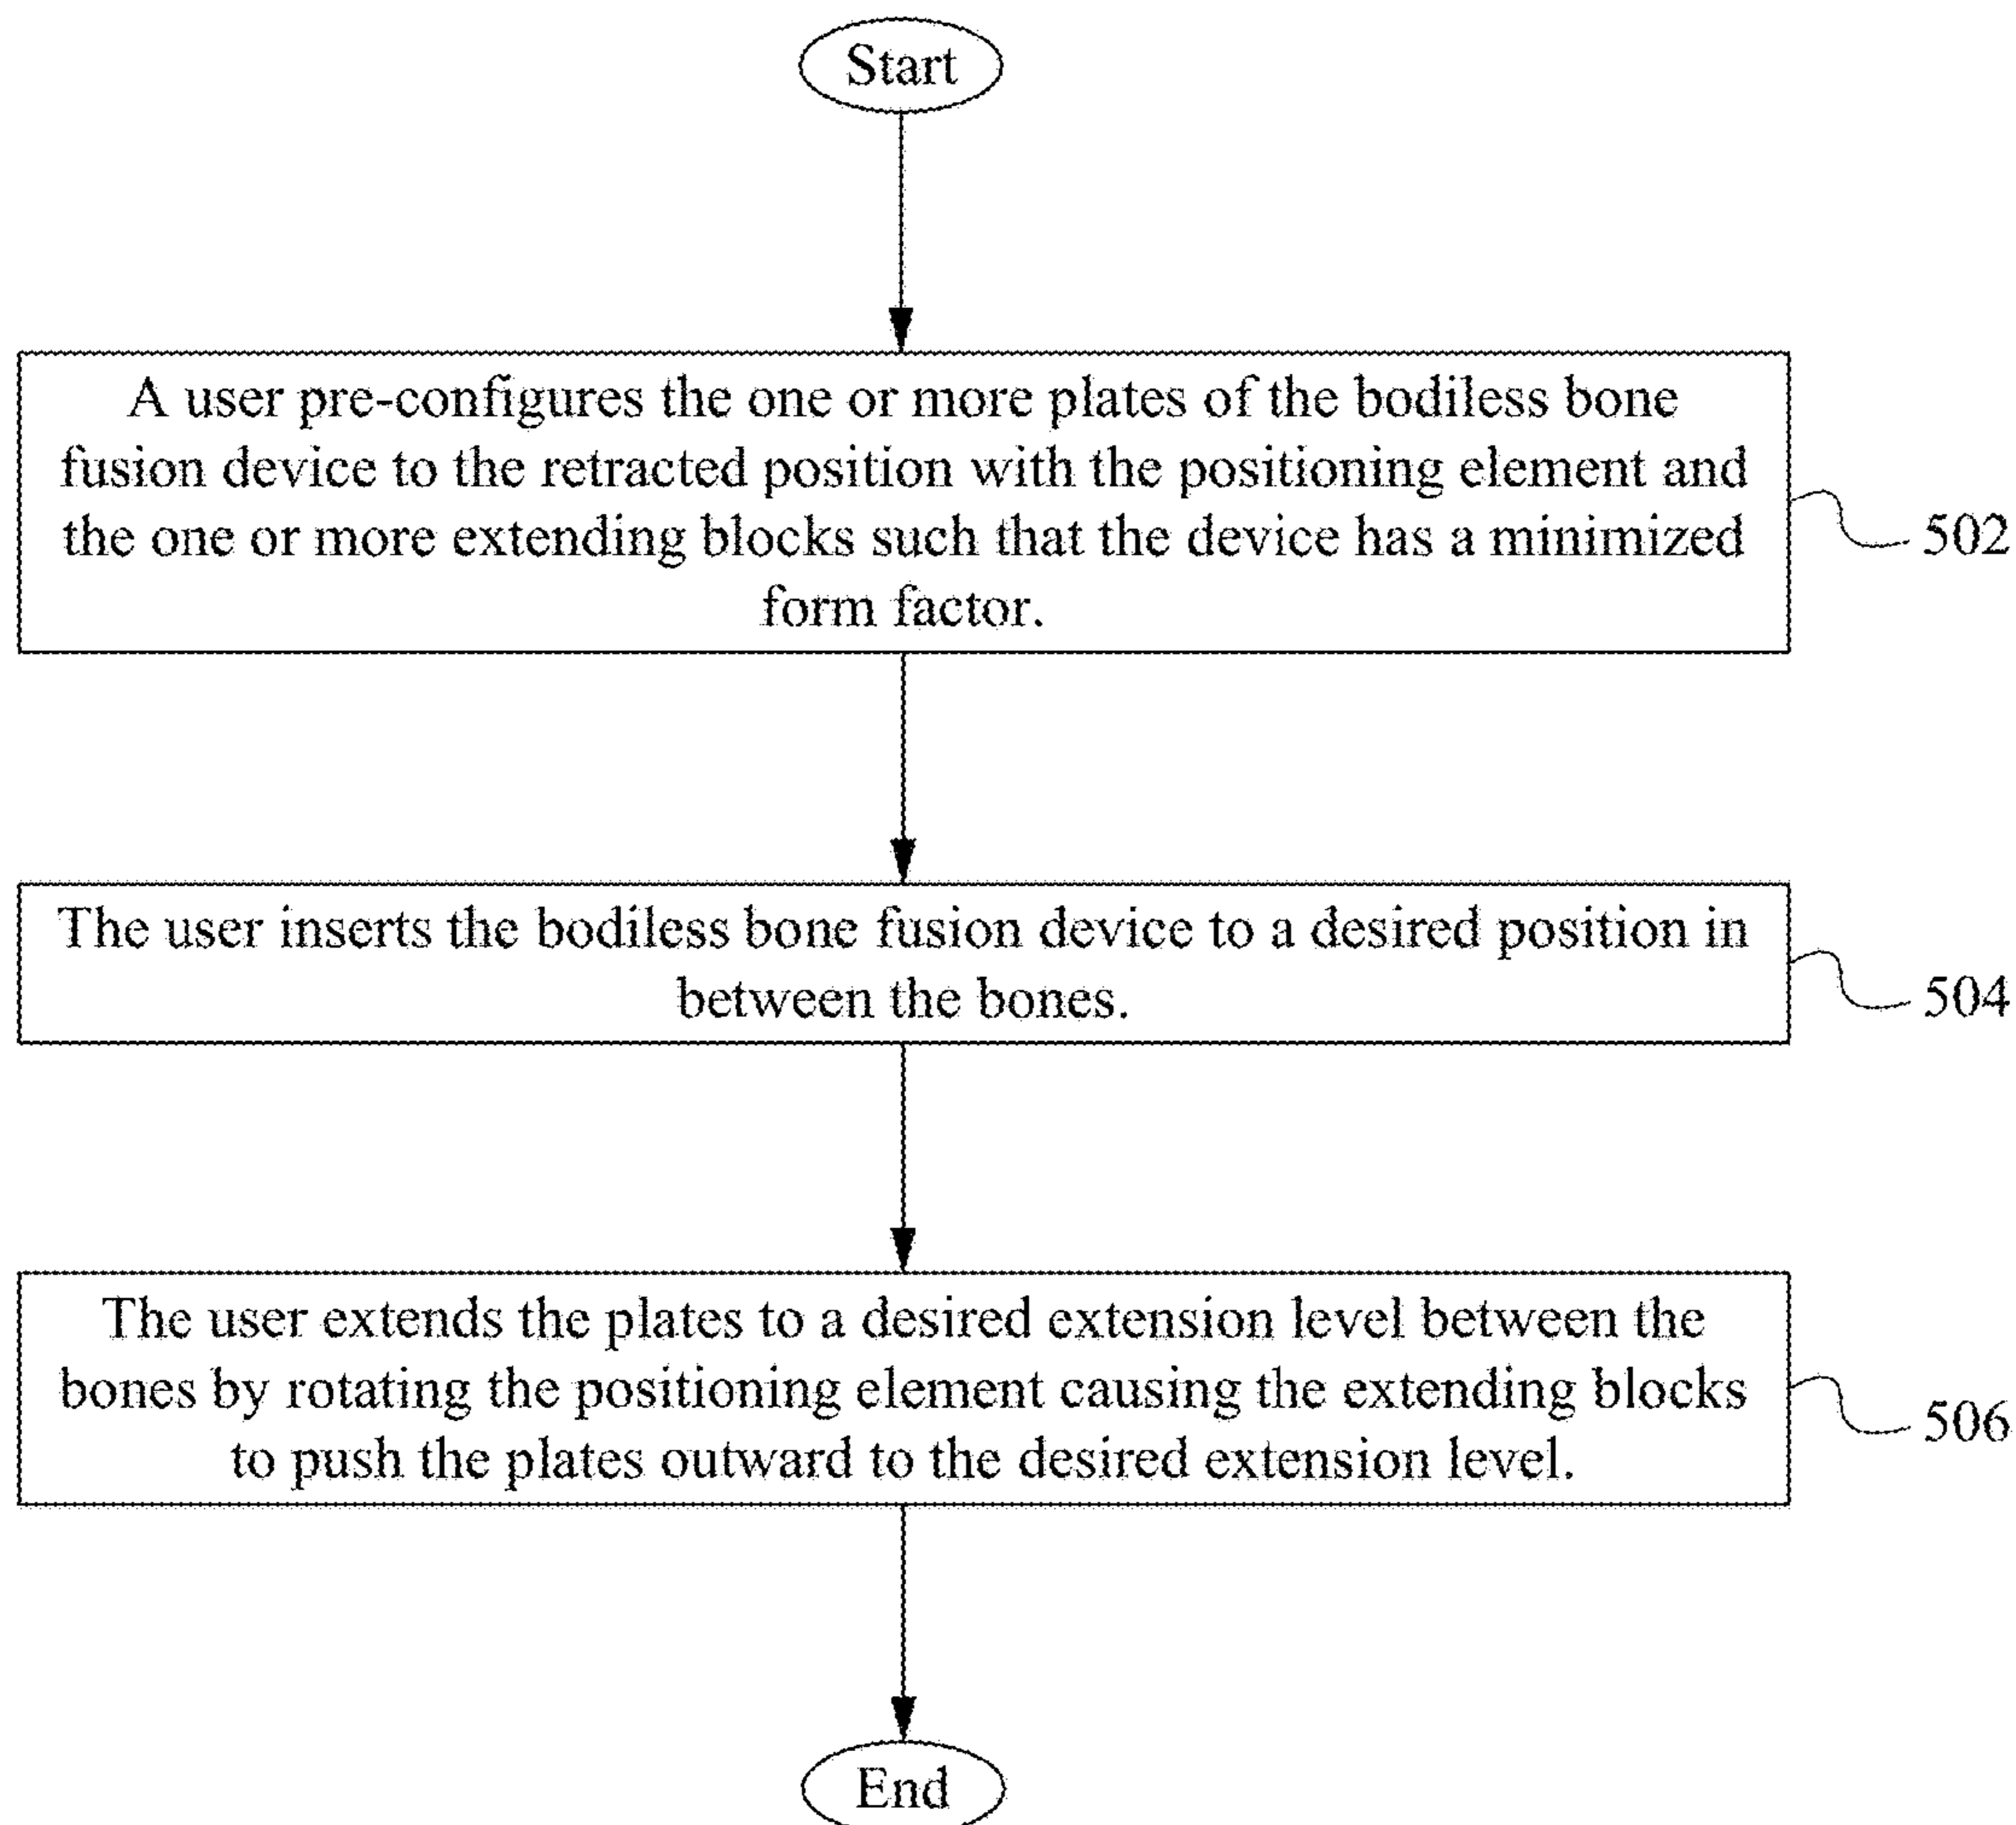 Start
A user pre-configures the one or more plates of the bodiless bone
fusion device to the retracted position with the positioning element and
the one or more extending blocks such that the device has a minimized
form factor.
502
The user inserts the bodiless bone fusion device to a desired position in
between the bones.
504
The user extends the plates to a desired extension level between the
bones by rotating the positioning element causing the extending blocks
to push the plates outward to the desired extension level.
506
End